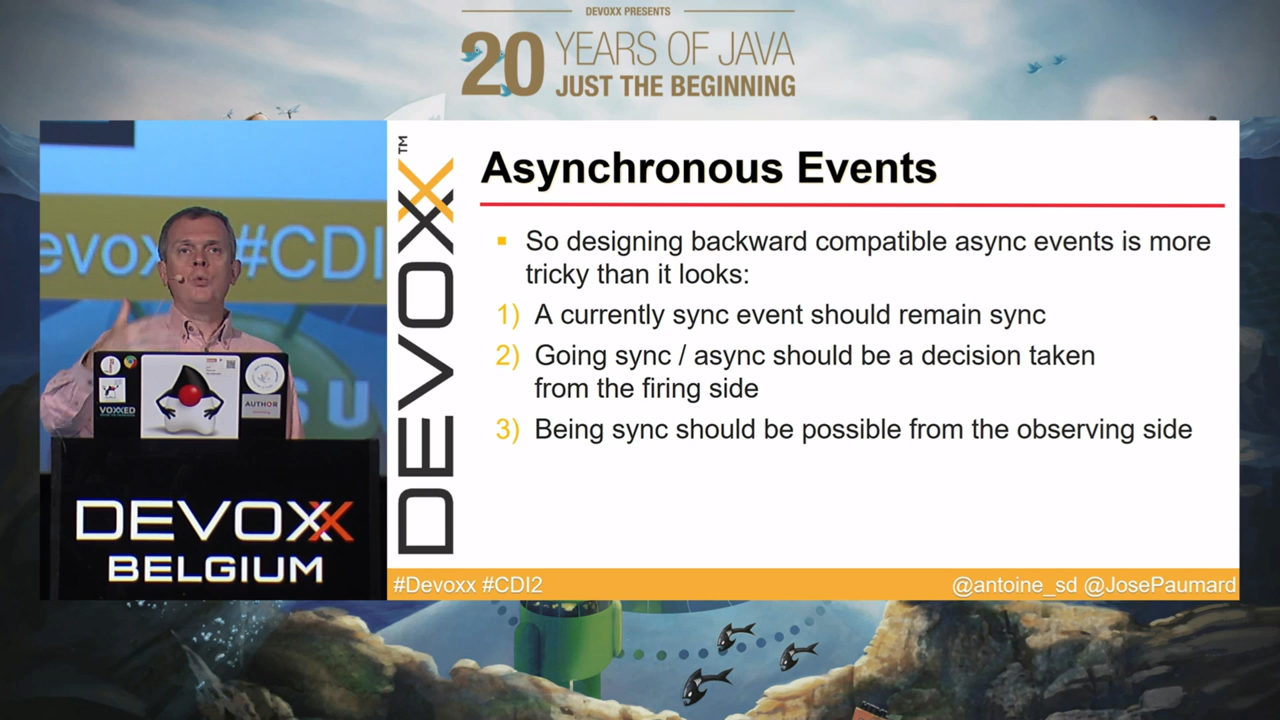 DEVOXX PRESENTS
20 YEARS OF JAVA
JUST THE BEGINNING
evoxx #CDI
SU
VOXXED
AUTHOR
DEVOXX
BELGIUM
DEVOXX™
Asynchronous Events
▪ So designing backward compatible async events is more
tricky than it looks:
1) A currently sync event should remain sync
2) Going sync / async should be a decision taken
from the firing side
3) Being sync should be possible from the observing side
#Devoxx #CDI2
@antoine_sd @JosePaumard